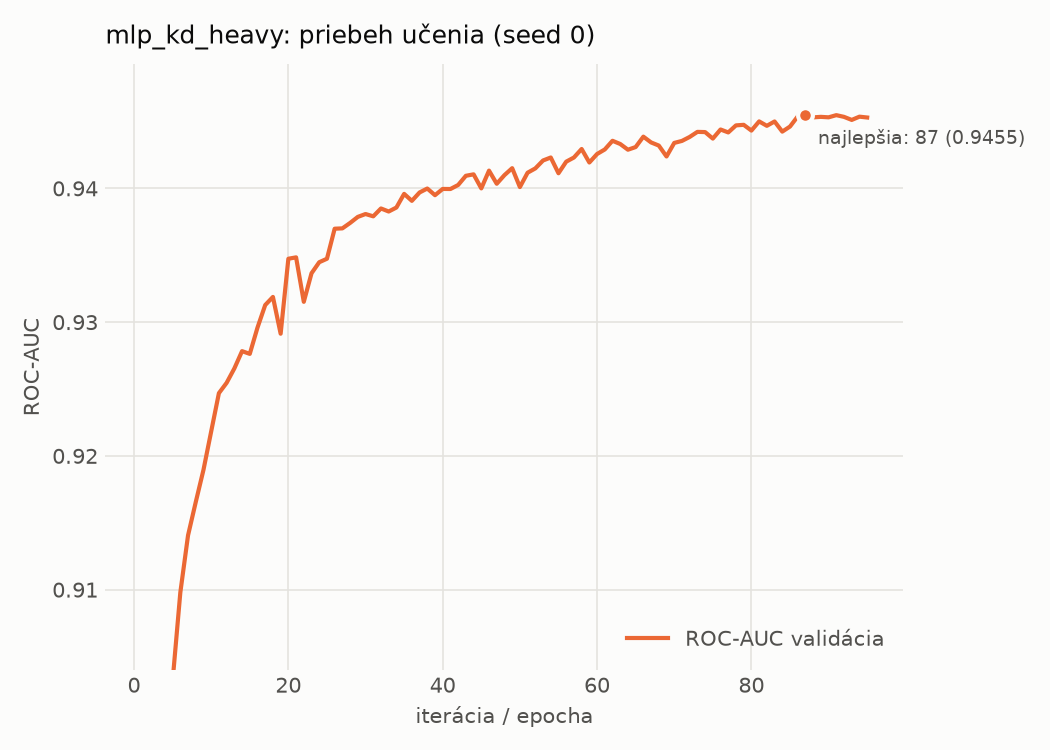 mlp_kd_heavy: priebeh učenia (seed 0)
najlepšia: 87 (0.9455)
0.94
0.93
0.92
0.91
ROC-AUC
ROC-AUC validácia
0 20 40 60 80
iterácia / epocha